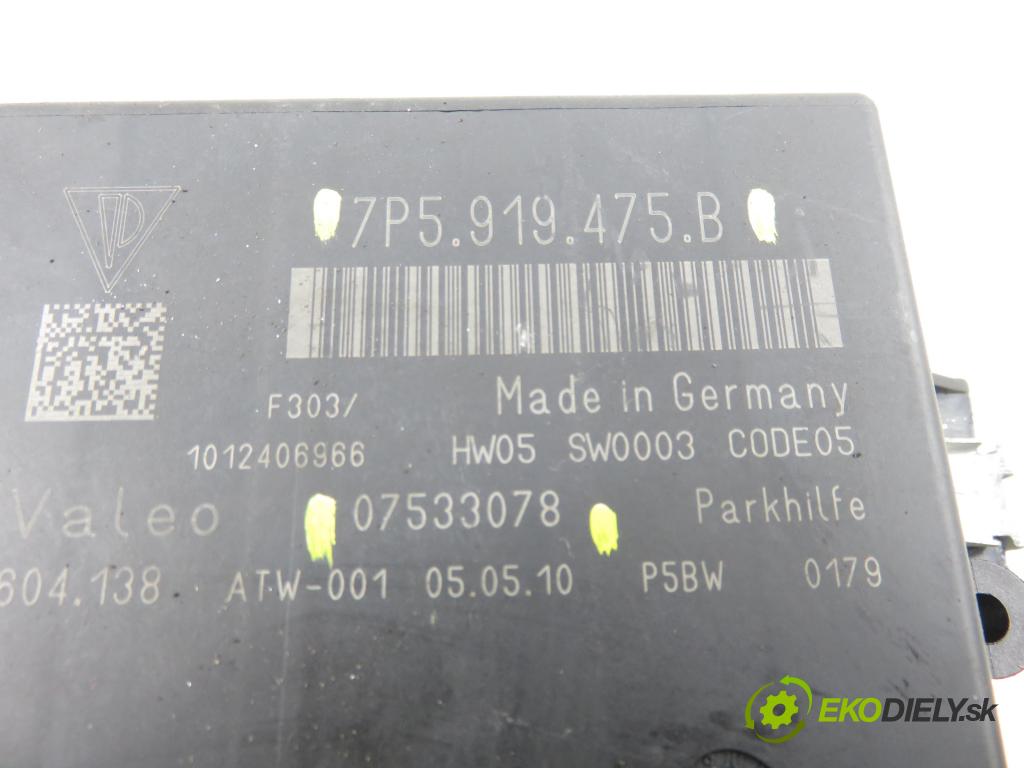 7P5.919.475.B
F303/
Made in Germany
1012406966
HW05 SW0003 CODE05
Valeo
07533078
Parkhilfe
604.138 ATW-001 05.05.10 P5BW 0179
EKODIELY.sk